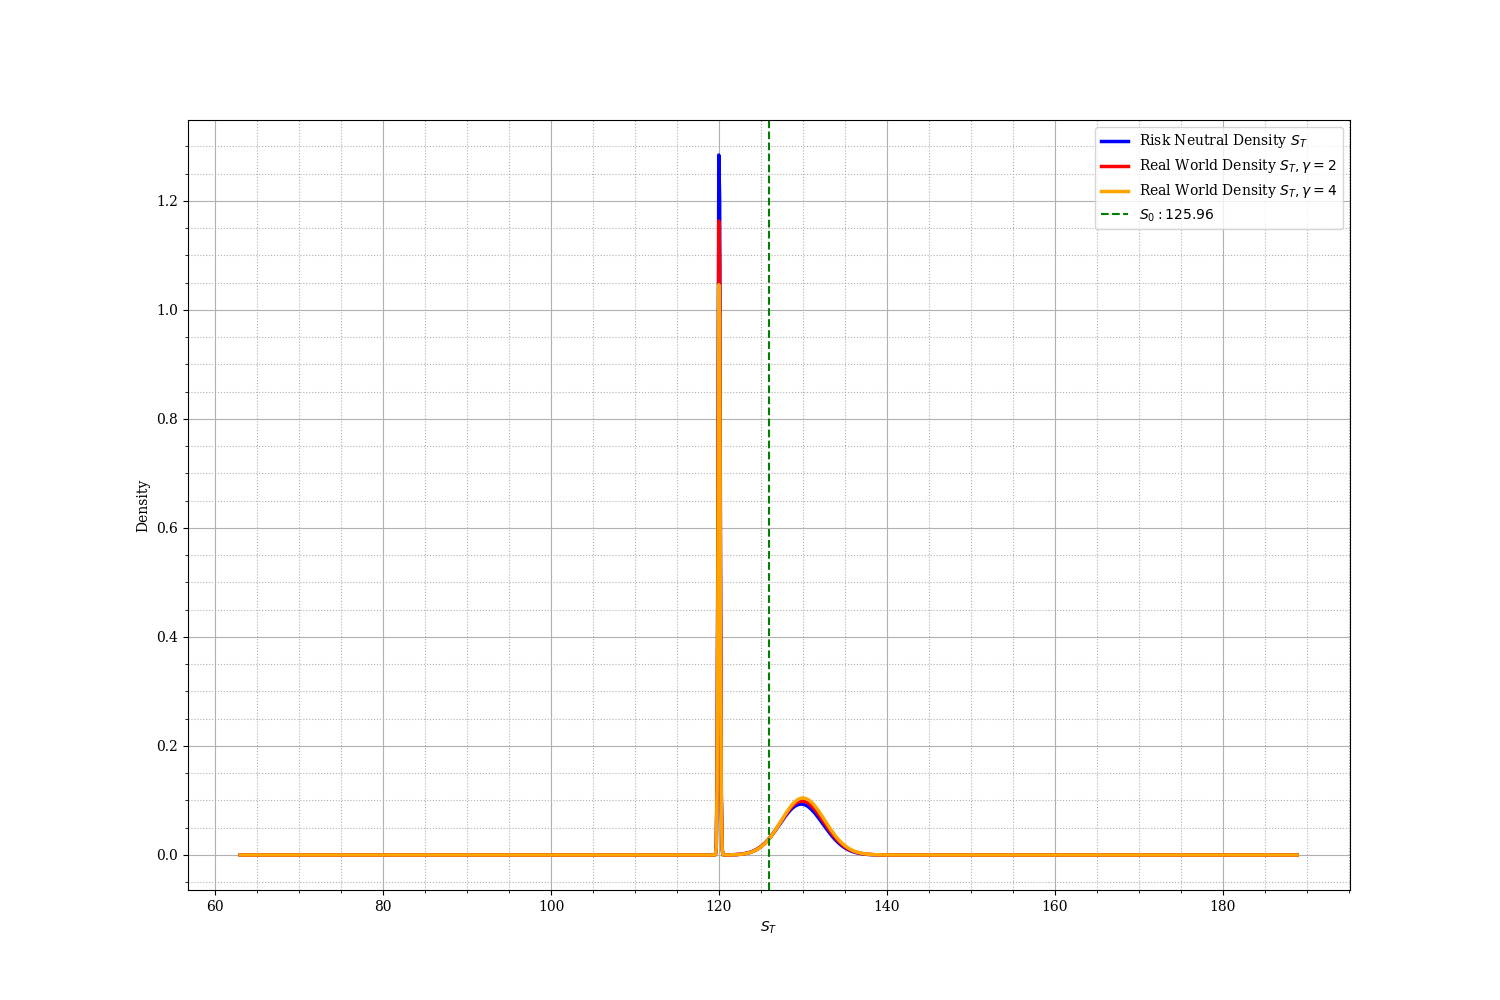 Risk Neutral Density $S_T$
Real World Density $S_T, γ = 2$
Real World Density $S_T, γ = 4$
$S_0 : 125.96$
1.2
1.0
0.8
0.6
0.4
0.2
0.0
Density
60 80 100 120 140 160 180
$S_T$